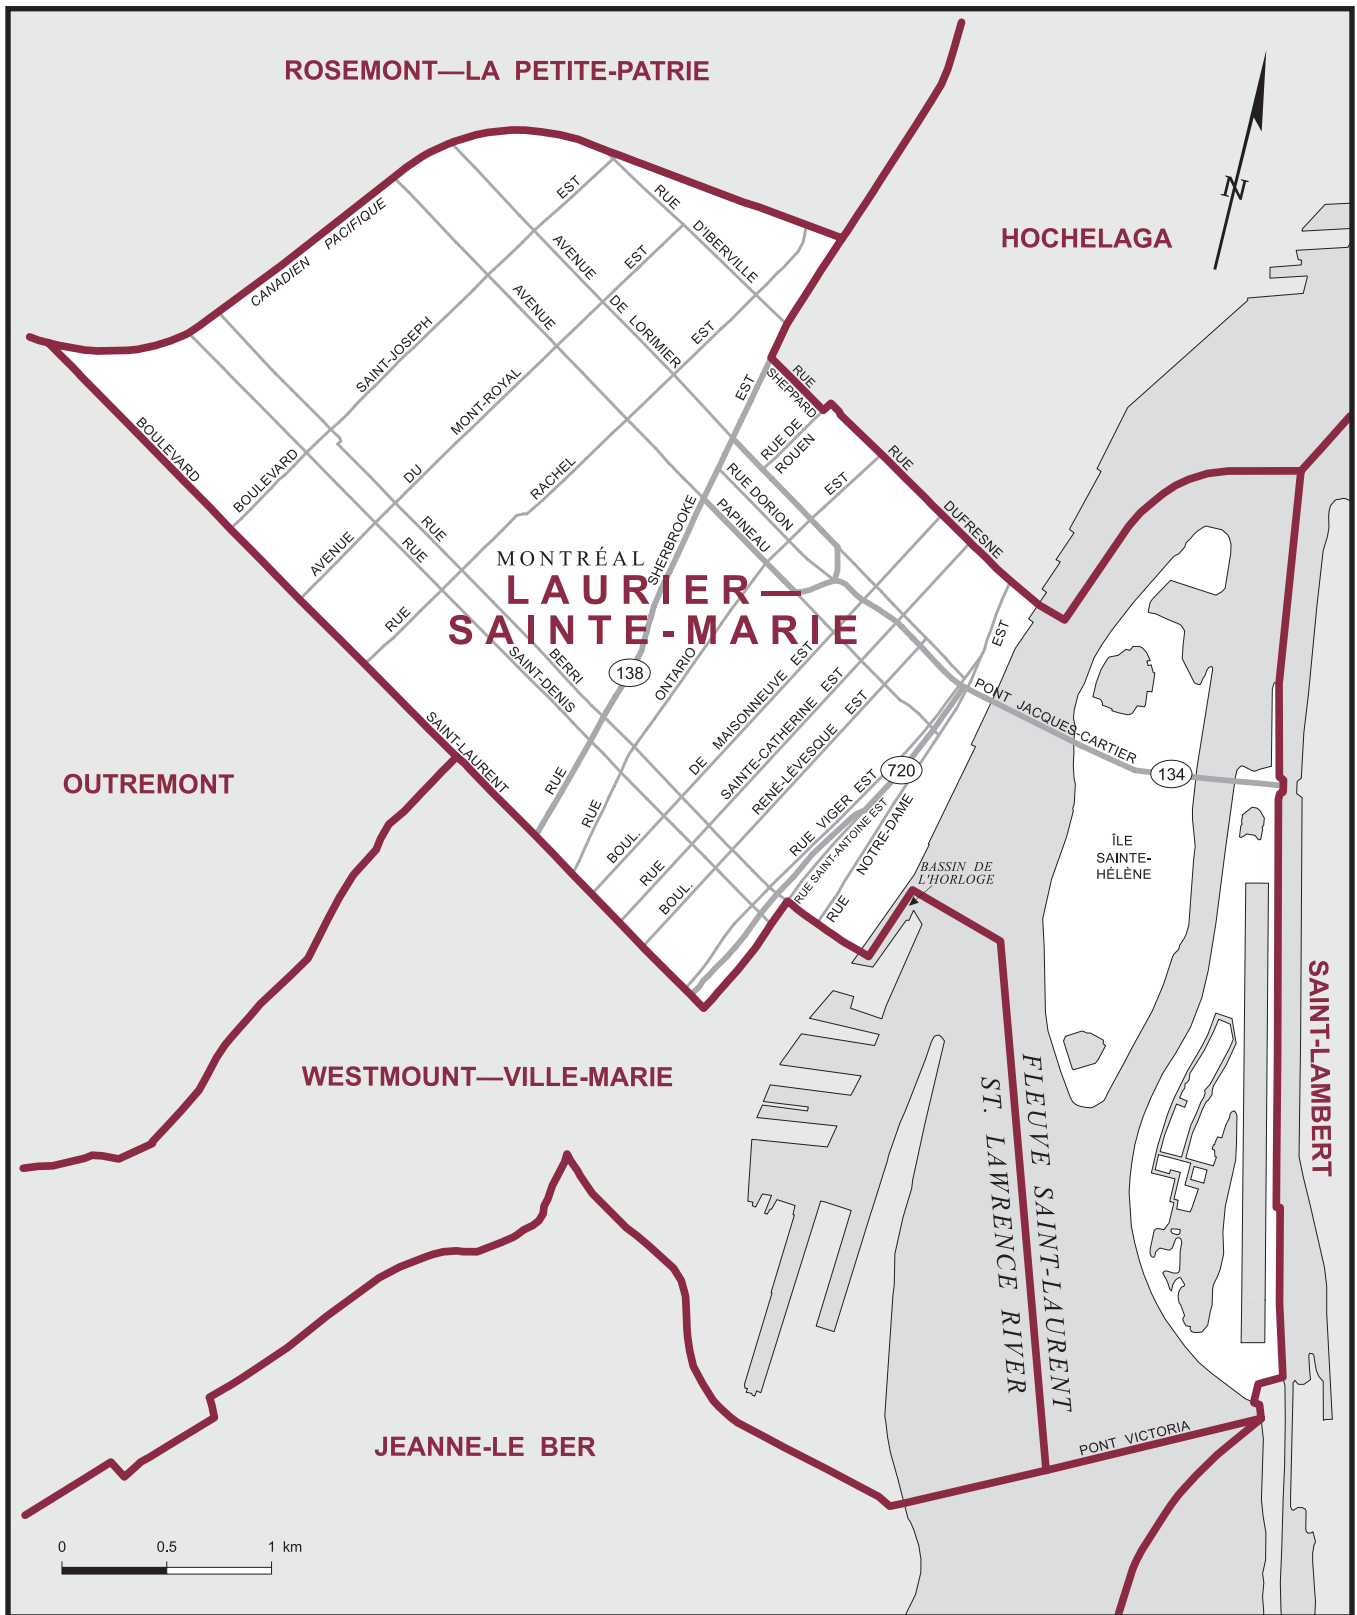 ROSEMONT—LA PETITE-PATRIE
N
HOCHELAGA
CANADIEN PACIFIQUE
EST
RUE
D'IBERVILLE
AVENUE
DE LORIMIER
EST
AVENUE
EST
SAINT-JOSEPH
BOULEVARD
MONT-ROYAL
DU
AVENUE
RACHEL
RUE
BOULEVARD
SAINT-LAURENT
EST
SHERBROOKE
RUE
RUE
SHEPPARD
RUE DE
ROUEN
RUE
DUFRESNE
EST
RUE DORION
PAPINEAU
RUE
BERRI
RUE
SAINT-DENIS
MONTRÉAL
LAURIER—
SAINTE-MARIE
138
ONTARIO
RUE
DE MAISONNEUVE EST
BOUL.
SAINTE-CATHERINE EST
RUE
RENÉ-LÉVESQUE EST
BOUL.
RUE VIGER EST
RUE SAINT-ANTOINE EST
720
EST
NOTRE-DAME
RUE
PONT JACQUES-CARTIER
134
BASSIN DE
L'HORLOGE
ÎLE
SAINTE-
HÉLÈNE
OUTREMONT
WESTMOUNT—VILLE-MARIE
SAINT-LAMBERT
FLEUVE SAINT-LAURENT
ST. LAWRENCE RIVER
PONT VICTORIA
JEANNE-LE BER
0 0.5 1 km